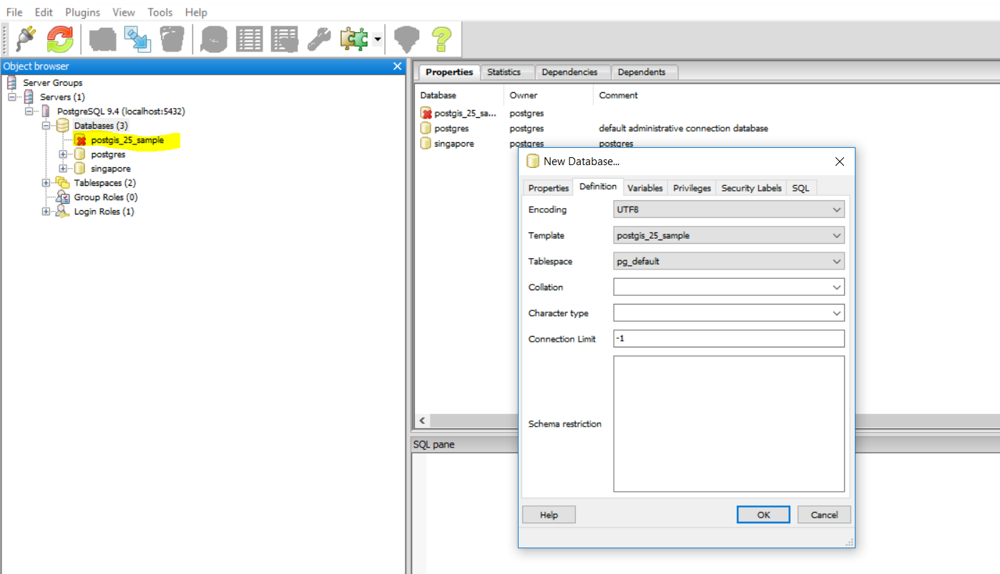 File Edit Plugins View Tools Help
Object browser
Server Groups
Servers (1)
PostgreSQL 9.4 (localhost:5432)
Databases (3)
postgis_25_sample
postgres
singapore
Tablespaces (2)
Group Roles (0)
Login Roles (1)
Properties Statistics Dependencies Dependents
Database Owner Comment
postgis_25_sa... postgres
postgres postgres default administrative connection database
singapore postgres postgres
New Database...
Properties Definition Variables Privileges Security Labels SQL
Encoding UTF8
Template postgis_25_sample
Tablespace pg_default
Collation
Character type
Connection Limit -1
Schema restriction
Help OK Cancel
SQL pane